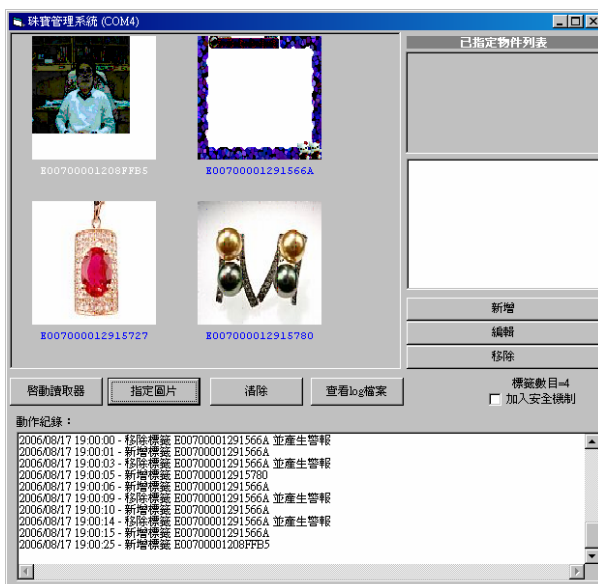 珠寶管理系統 (COM4)
已指定物件列表
E00700001208FFB5
E00700001291566A
E007000012915727
E007000012915780
新增
編輯
移除
啓動讀取器
指定圖片
清除
查看log檔案
標籤數目=4
加入安全機制
動作紀錄：
2006/08/17 19:00:00 - 移除標籤 E00700001291566A 並產生警報
2006/08/17 19:00:01 - 新增標籤 E00700001291566A
2006/08/17 19:00:03 - 移除標籤 E00700001291566A 並產生警報
2006/08/17 19:00:05 - 新增標籤 E007000012915780
2006/08/17 19:00:06 - 新增標籤 E00700001291566A
2006/08/17 19:00:09 - 移除標籤 E00700001291566A 並產生警報
2006/08/17 19:00:10 - 新增標籤 E00700001291566A
2006/08/17 19:00:14 - 移除標籤 E00700001291566A 並產生警報
2006/08/17 19:00:15 - 新增標籤 E00700001291566A
2006/08/17 19:00:25 - 新增標籤 E00700001208FFB5